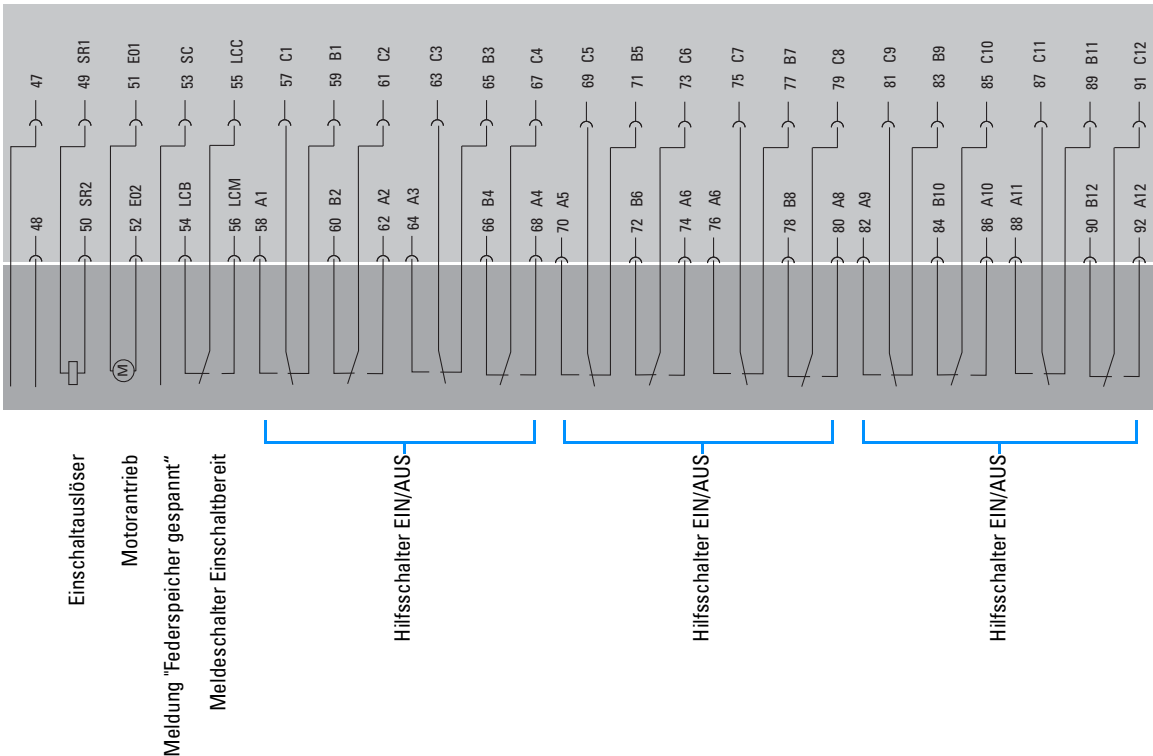 47
49 SR1
51 E01
53 SC
55 LCC
57 C1
59 B1
61 C2
63 C3
65 B3
67 C4
69 C5
71 B5
73 C6
75 C7
77 B7
79 C8
81 C9
83 B9
85 C10
87 C11
89 B11
91 C12
48
50 SR2
52 E02
54 LCB
56 LCM
58 A1
60 B2
62 A2
64 A3
66 B4
68 A4
70 A5
72 B6
74 A6
76 A6
78 B8
80 A8
82 A9
84 B10
86 A10
88 A11
90 B12
92 A12
M
Einschaltauslöser
Motorantrieb
Meldung "Federspeicher gespannt“
Meldeschalter Einschaltbereit
Hilfsschalter EIN/AUS
Hilfsschalter EIN/AUS
Hilfsschalter EIN/AUS